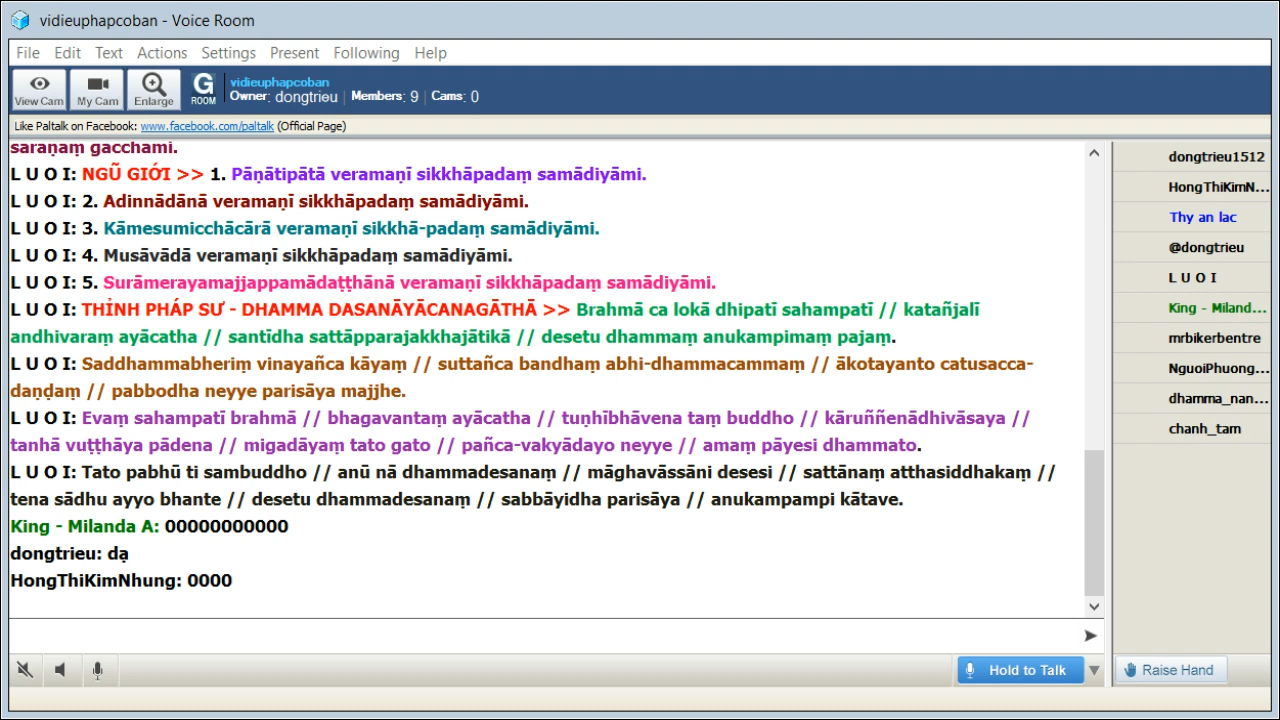 vidieuphapcoban - Voice Room
File Edit Text Actions Settings Present Following Help
View Cam My Cam Enlarge G ROOM
vidieuphapcoban
Owner: dongtrieu | Members: 9 | Cams: 0
Like Paltalk on Facebook: www.facebook.com/paltalk (Official Page)
saraṇaṃ gacchāmi.
L U O I: NGŨ GIỚI >> 1. Pāṇātipātā veramaṇī sikkhāpadaṃ samādiyāmi.
L U O I: 2. Adinnādānā veramaṇī sikkhāpadaṃ samādiyāmi.
L U O I: 3. Kāmesumicchācārā veramaṇī sikkhā-padaṃ samādiyāmi.
L U O I: 4. Musāvādā veramaṇī sikkhāpadaṃ samādiyāmi.
L U O I: 5. Surāmerayamajjappamādaṭṭhānā veramaṇī sikkhāpadaṃ samādiyāmi.
L U O I: THỈNH PHÁP SƯ - DHAMMA DASANĀYĀCANAGĀTHĀ >> Brahmā ca lokā dhipatī sahampatī // katañjalī
andhivaraṃ ayācatha // santīdha sattāpparajakkhajātikā // desetu dhammaṃ anukampimaṃ pajaṃ.
L U O I: Saddhammabheriṃ vinayañca kāyaṃ // suttañca bandhaṃ abhi-dhammacammaṃ // ākotayanto catusacca-
daṇḍaṃ // pabbodha neyye parisāya majjhe.
L U O I: Evaṃ sahampatī brahmā // bhagavantaṃ ayācatha // tuṇhībhāvena taṃ buddho // kāruññenādhivāsaya //
tanhā vuṭṭhāya pādena // migadāyaṃ tato gato // pañca-vakyādayo neyye // amaṃ pāyesi dhammato.
L U O I: Tato pabhū ti sambuddho // anū nā dhammadesanaṃ // māghavāssāni desesi // sattānaṃ atthasiddhakaṃ //
tena sādhu ayyo bhante // desetu dhammadesanaṃ // sabbāyidha parisāya // anukampampi kātave.
King - Milanda A: 00000000000
dongtrieu: dạ
HongThiKimNhung: 0000
dongtrieu1512
HongThiKimN...
Thy an lac
@dongtrieu
L U O I
King - Miland...
mrbikerbentre
NguoiPhuong...
dhamma_nan...
chanh_tam
Hold to Talk
Raise Hand